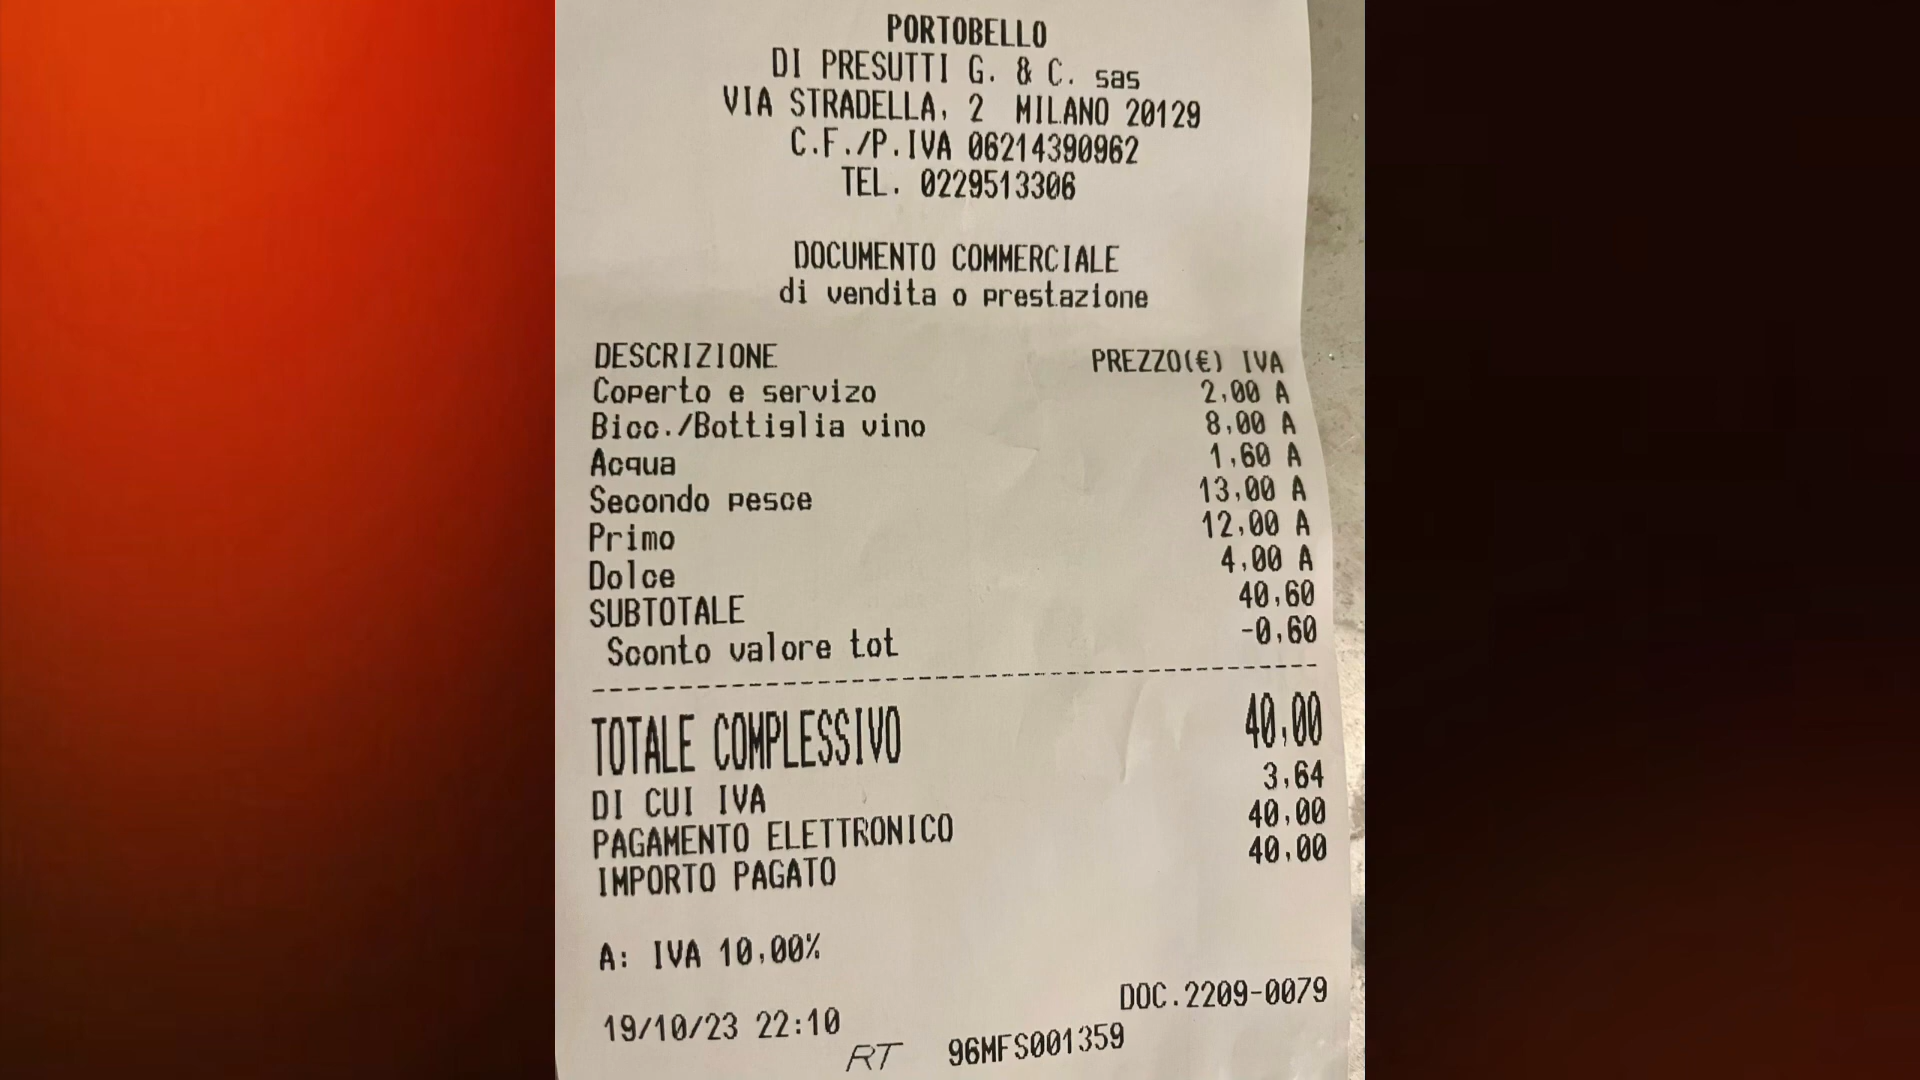 PORTOBELLO
DI PRESUTTI G. & C. sas
VIA STRADELLA, 2 MILANO 20129
C.F./P.IVA 06214390962
TEL. 0229513306
DOCUMENTO COMMERCIALE
di vendita o prestazione
DESCRIZIONE PREZZO(€) IVA
Coperto e servizo 2,00 A
Bicc./Bottiglia vino 8,00 A
Acqua 1,60 A
Secondo pesce 13,00 A
Primo 12,00 A
Dolce 4,00 A
SUBTOTALE 40,60
Sconto valore tot -0,60
TOTALE COMPLESSIVO 40,00
DI CUI IVA 3,64
PAGAMENTO ELETTRONICO 40,00
IMPORTO PAGATO 40,00
A: IVA 10,00%
DOC.2209-0079
19/10/23 22:10
RT 96MFS001359